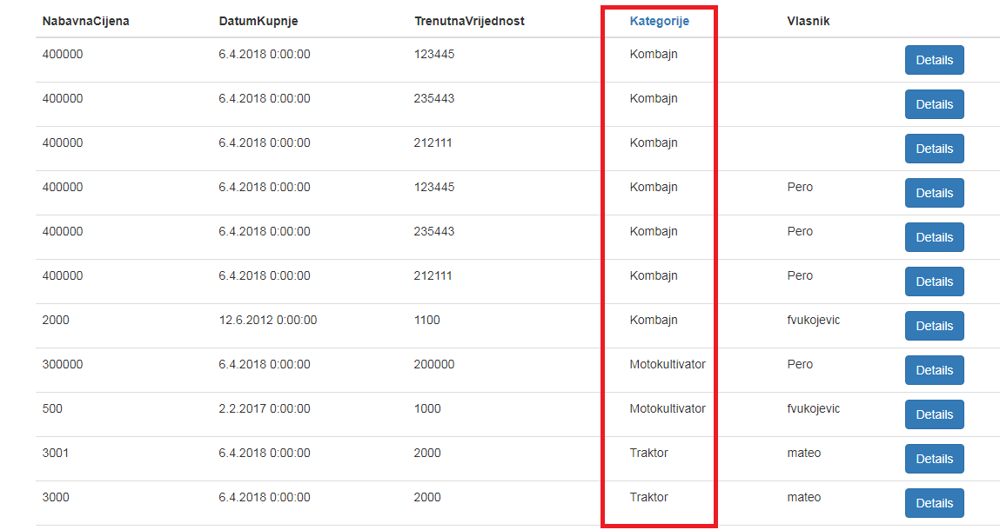 NabavnaCijena DatumKupnje TrenutnaVrijednost Kategorije Vlasnik
400000 6.4.2018 0:00:00 123445 Kombajn Details
400000 6.4.2018 0:00:00 235443 Kombajn Details
400000 6.4.2018 0:00:00 212111 Kombajn Details
400000 6.4.2018 0:00:00 123445 Kombajn Pero Details
400000 6.4.2018 0:00:00 235443 Kombajn Pero Details
400000 6.4.2018 0:00:00 212111 Kombajn Pero Details
2000 12.6.2012 0:00:00 1100 Kombajn fvukojevic Details
300000 6.4.2018 0:00:00 200000 Motokultivator Pero Details
500 2.2.2017 0:00:00 1000 Motokultivator fvukojevic Details
3001 6.4.2018 0:00:00 2000 Traktor mateo Details
3000 6.4.2018 0:00:00 2000 Traktor mateo Details